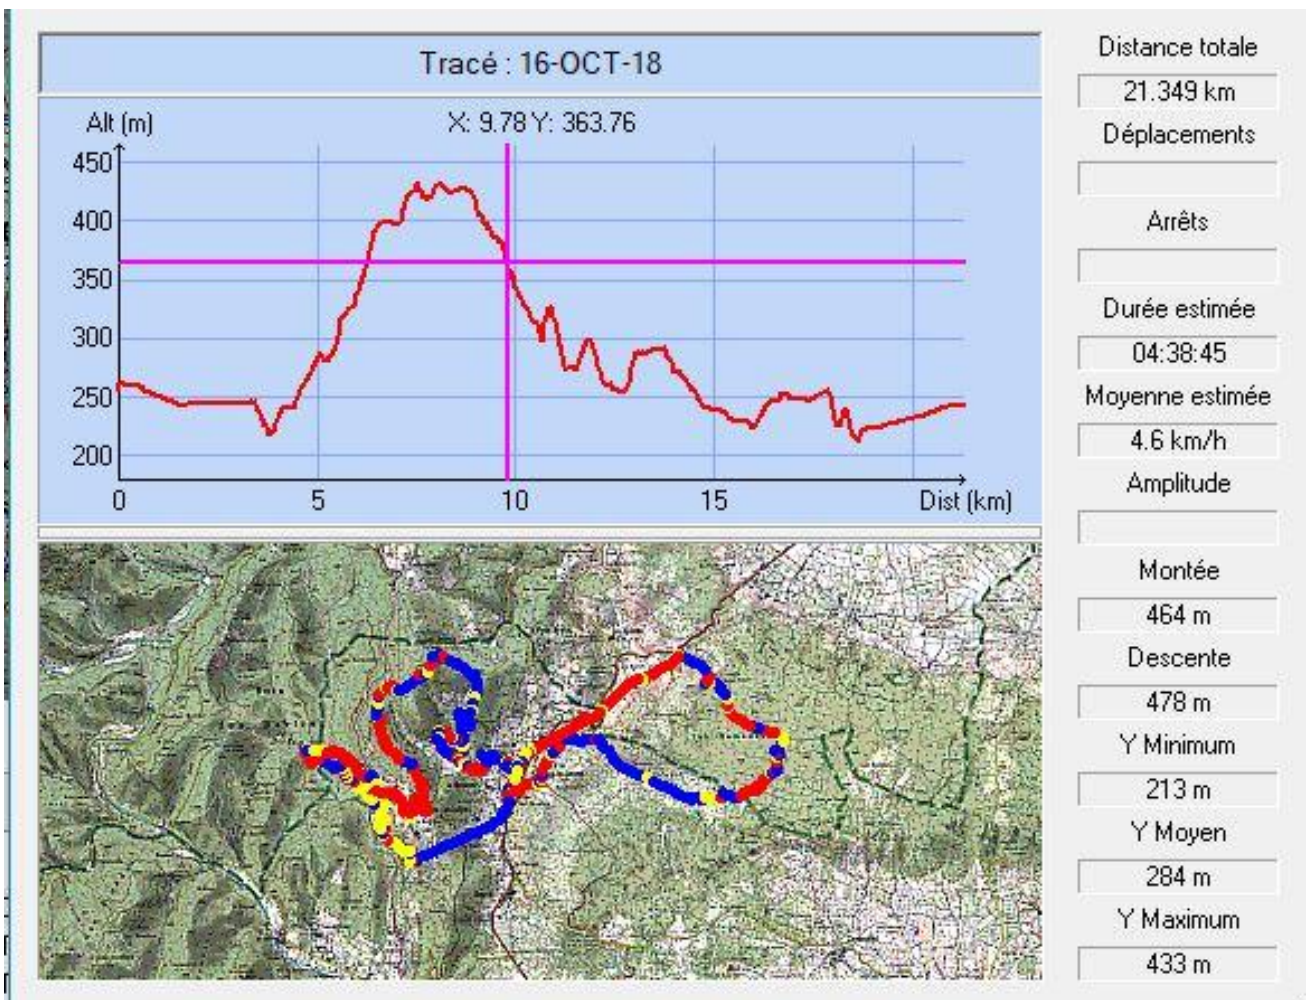 Tracé : 16-OCT-18
Alt (m)
X: 9.78 Y: 363.76
450
400
350
300
250
200
0 5 10 15 Dist (km)
Distance totale
21.349 km
Déplacements
Arrêts
Durée estimée
04:38:45
Moyenne estimée
4.6 km/h
Amplitude
Montée
464 m
Descente
478 m
Y Minimum
213 m
Y Moyen
284 m
Y Maximum
433 m